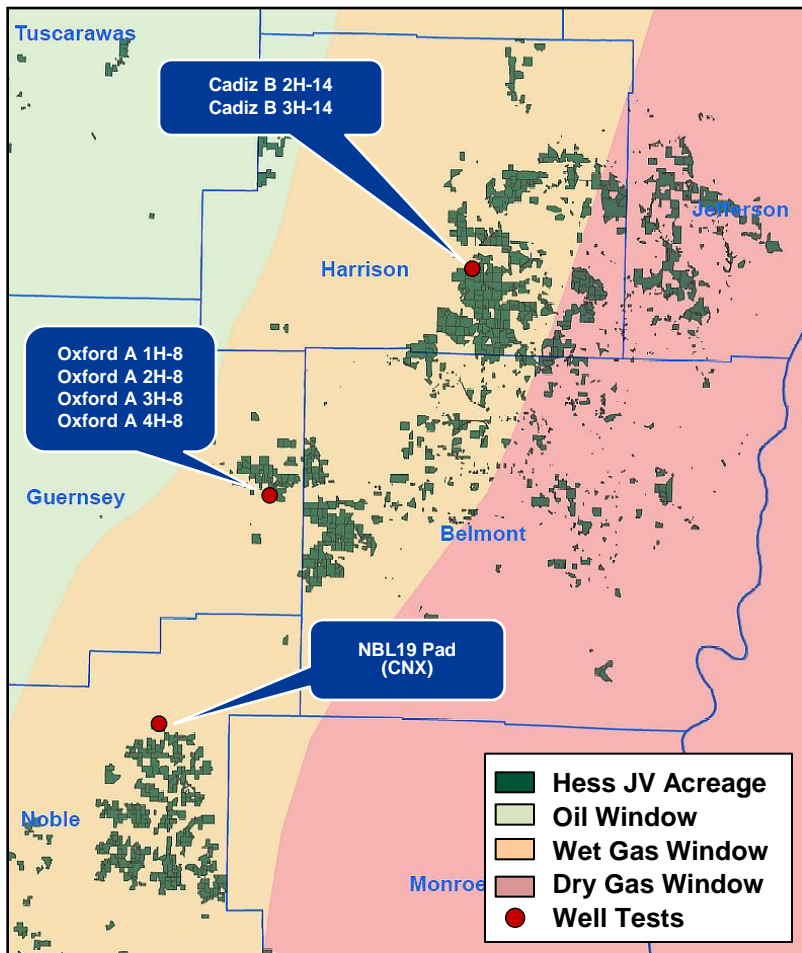 Tuscarawas
Cadiz B 2H-14
Cadiz B 3H-14
Jefferson
Harrison
Oxford A 1H-8
Oxford A 2H-8
Oxford A 3H-8
Oxford A 4H-8
Guernsey
Belmont
NBL19 Pad
(CNX)
Noble
Monroe
Hess JV Acreage
Oil Window
Wet Gas Window
Dry Gas Window
Well Tests